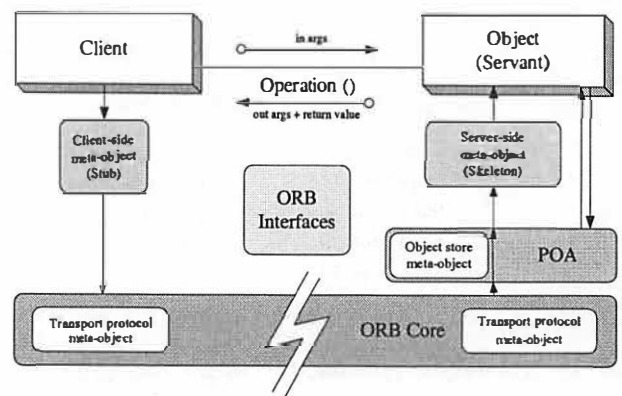 Client
in args
Object
(Servant)
Operation ()
out args + return value
Client-side
meta-object
(Stub)
Server-side
meta-object
(Skeleton)
ORB
Interfaces
Object store
meta-object
POA
Transport protocol
meta-object
ORB Core
Transport protocol
meta-object